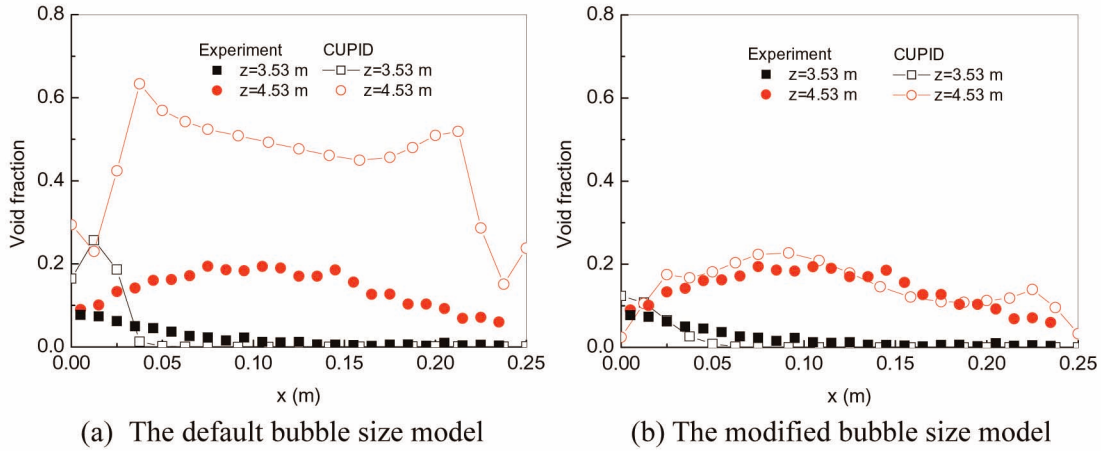 0.8
0.6
0.4
0.2
0.0
Void fraction
Experiment CUPID
z=3.53 m z=3.53 m
z=4.53 m z=4.53 m
0.00 0.05 0.10 0.15 0.20 0.25
x (m)
(a) The default bubble size model
0.8
0.6
0.4
0.2
0.0
Void fraction
Experiment CUPID
z=3.53 m z=3.53 m
z=4.53 m z=4.53 m
0.00 0.05 0.10 0.15 0.20 0.25
x (m)
(b) The modified bubble size model